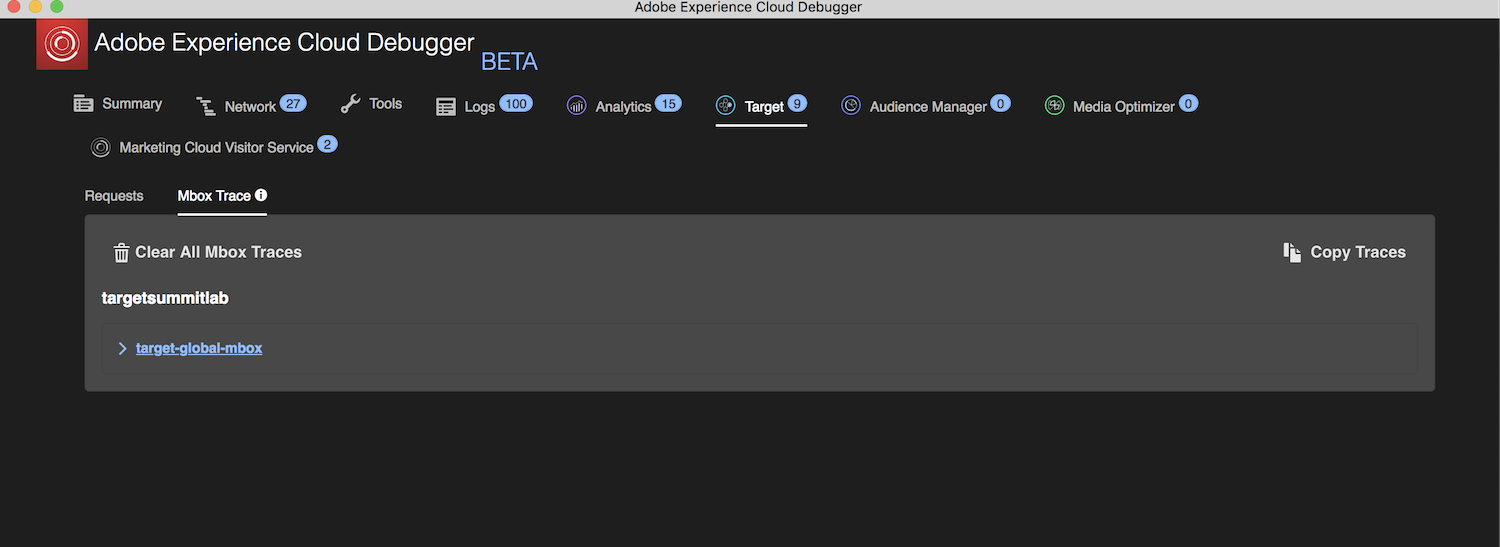 Adobe Experience Cloud Debugger
Adobe Experience Cloud Debugger
BETA
Summary Network 27 Tools Logs 100 Analytics 15 Target 9 Audience Manager 0 Media Optimizer 0
Marketing Cloud Visitor Service 2
Requests Mbox Trace
Clear All Mbox Traces Copy Traces
targetsummitlab
target-global-mbox